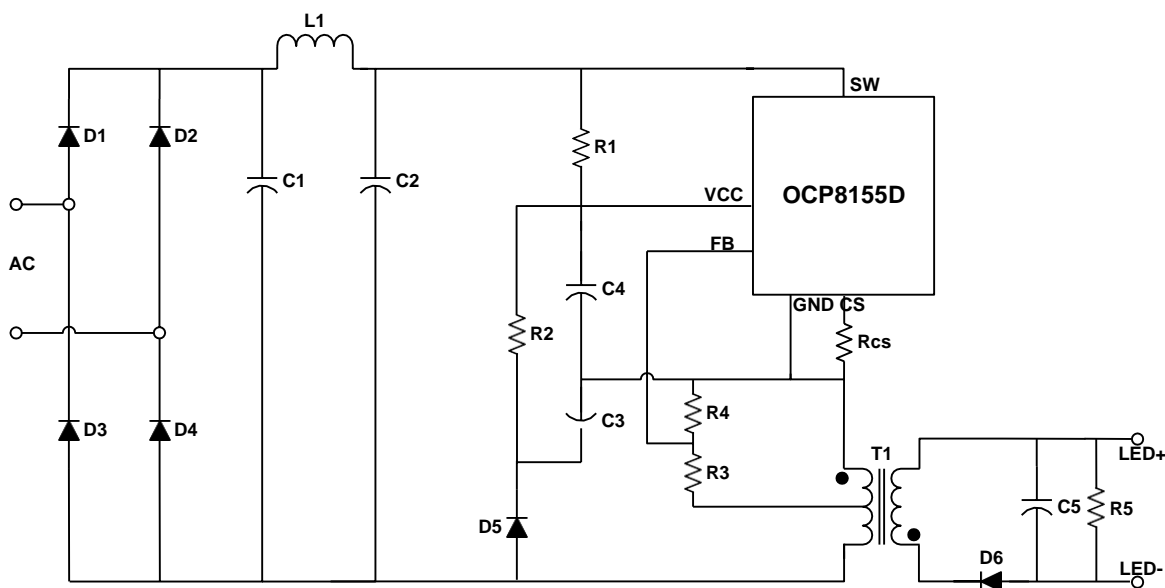 L1
SW
D1
D2
R1
C1
C2
VCC
OCP8155D
FB
AC
C4
GND CS
R2
Rcs
R4
C3
D3
D4
T1
LED+
R3
C5
R5
D5
D6
LED-